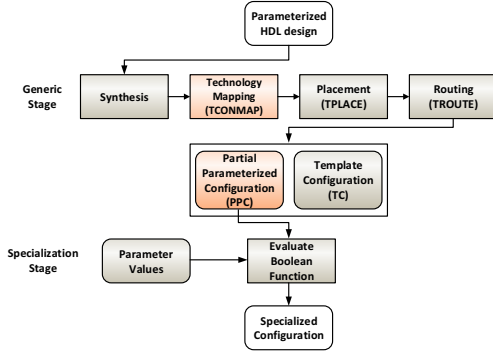 Parameterized
HDL design
Generic
Stage
Synthesis
Technology
Mapping
(TCONMAP)
Placement
(TPLACE)
Routing
(TROUTE)
Partial
Parameterized
Configuration
(PPC)
Template
Configuration
(TC)
Specialization
Stage
Parameter
Values
Evaluate
Boolean
Function
Specialized
Configuration